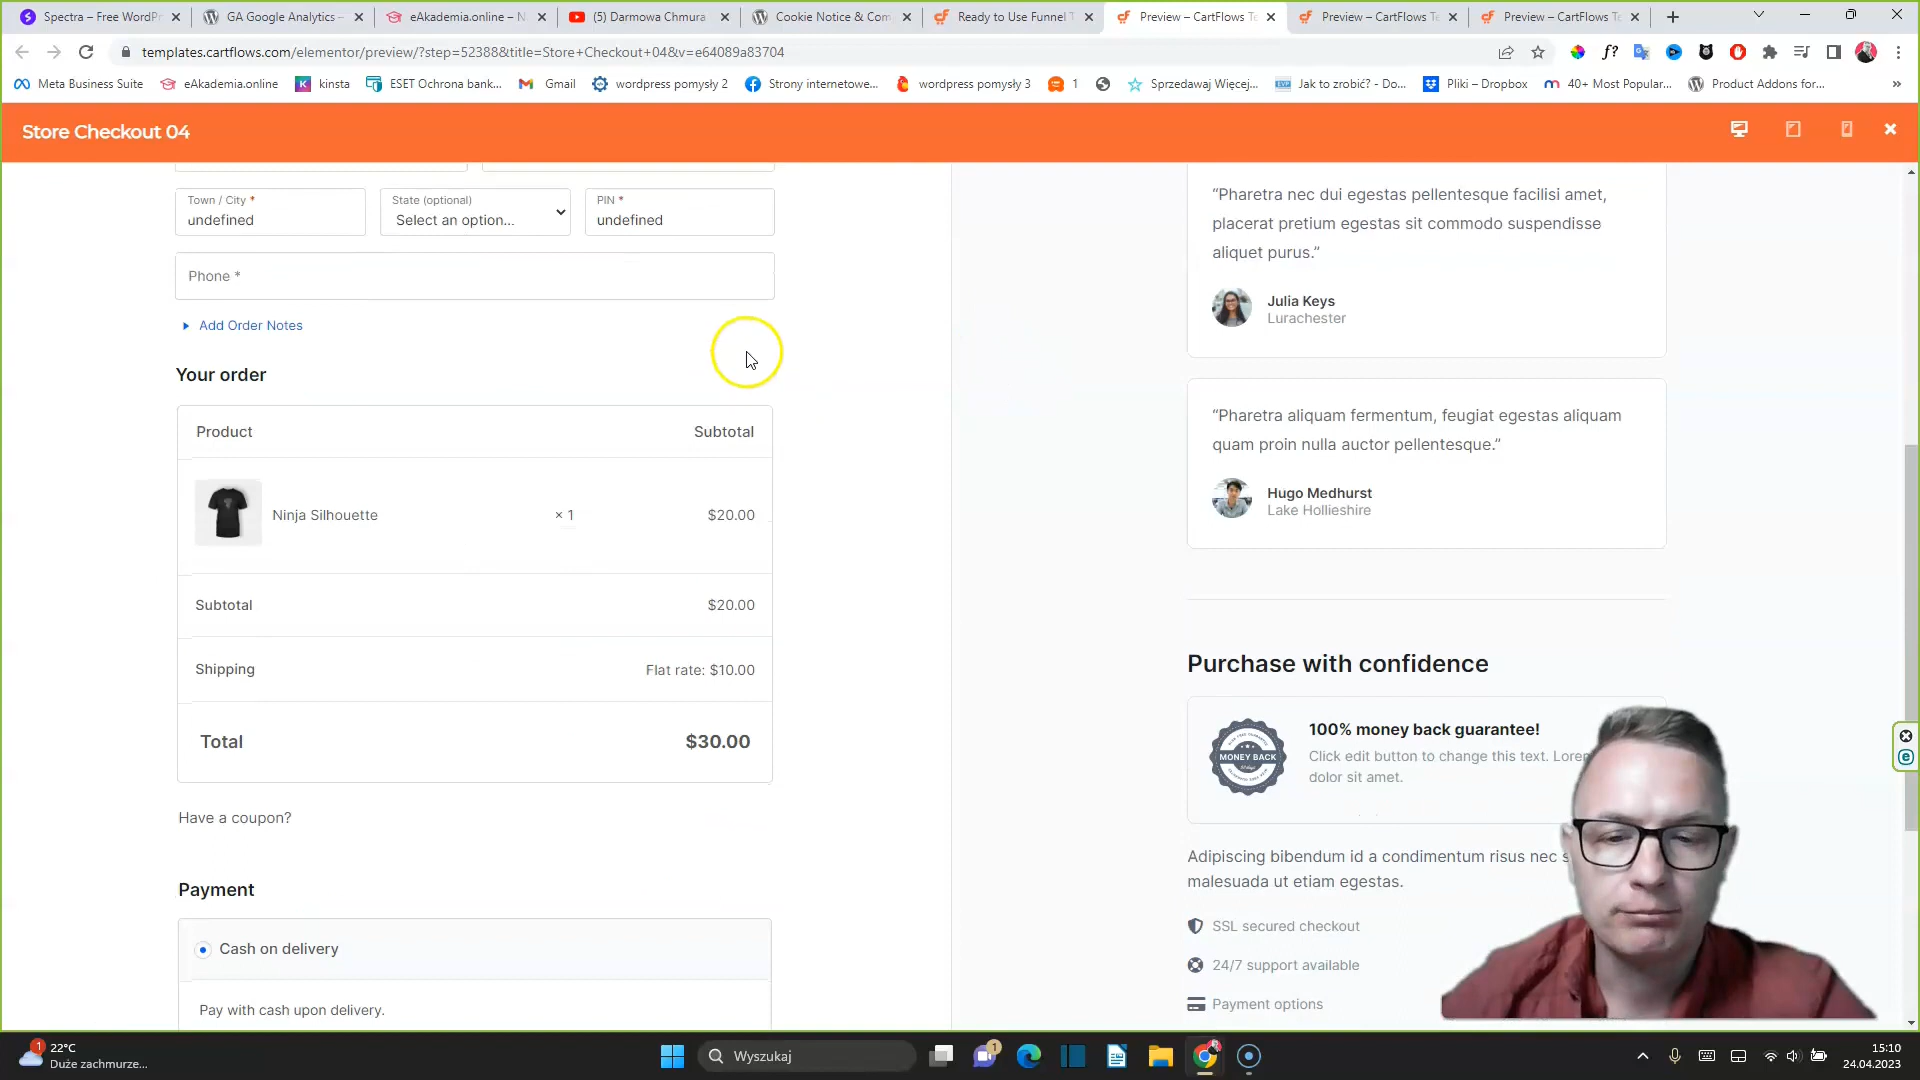 Spectra – Free WordPr
GA Google Analytics –
eAkademia.online – N
(5) Darmowa Chmura
Cookie Notice & Com
Ready to Use Funnel T
Preview – CartFlows Te
Preview – CartFlows Te
Preview – CartFlows Te
templates.cartflows.com/elementor/preview/?step=52388&title=Store+Checkout+04&v=e64089a83704
Meta Business Suite
eAkademia.online
kinsta
ESET Ochrona bank...
Gmail
wordpress pomysły 2
Strony internetowe...
wordpress pomysły 3
1
Sprzedawaj Więcej,...
Jak to zrobić? - Do...
Pliki – Dropbox
40+ Most Popular...
Product Addons for...
Store Checkout 04
Town / City *
undefined
State (optional)
Select an option...
PIN *
undefined
Phone *
Add Order Notes
Your order
Product Subtotal
Ninja Silhouette × 1 $20.00
Subtotal $20.00
Shipping Flat rate: $10.00
Total $30.00
Have a coupon?
Payment
Cash on delivery
Pay with cash upon delivery.
“Pharetra nec dui egestas pellentesque facilisi amet,
placerat pretium egestas sit commodo suspendisse
aliquet purus.”
Julia Keys
Lurachester
“Pharetra aliquam fermentum, feugiat egestas aliquam
quam proin nulla auctor pellentesque.”
Hugo Medhurst
Lake Hollieshire
Purchase with confidence
MONEY BACK
100% money back guarantee!
Click edit button to change this text. Lorem
dolor sit amet.
Adipiscing bibendum id a condimentum risus nec s
malesuada ut etiam egestas.
SSL secured checkout
24/7 support available
Payment options
1
22°C
Duże zachmurze...
Wyszukaj
1
15:10
24.04.2023